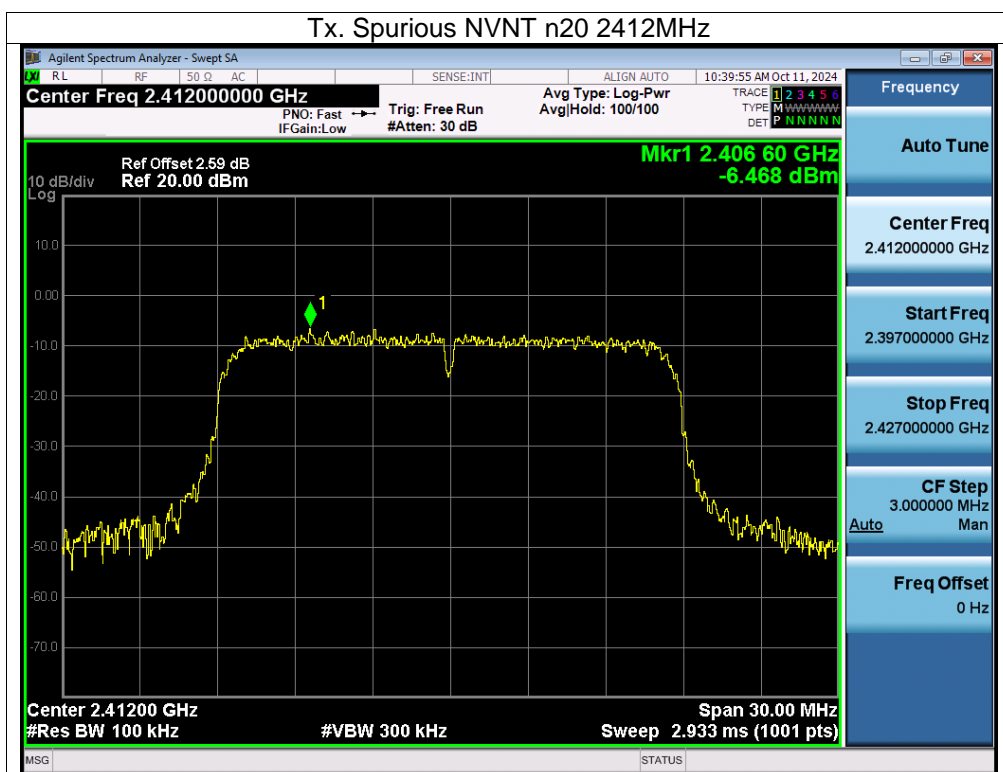 Tx. Spurious NVNT n20 2412MHz
Agilent Spectrum Analyzer - Swept SA
LXI RL RF 50 Ω AC SENSE:INT ALIGN AUTO 10:39:55 AM Oct 11, 2024
Center Freq 2.412000000 GHz
PNO: Fast
IFGain:Low
Trig: Free Run
#Atten: 30 dB
Avg Type: Log-Pwr
Avg|Hold: 100/100
TRACE 1 2 3 4 5 6
TYPE M WWWWW
DET P N N N N N
Ref Offset 2.59 dB
10 dB/div Ref 20.00 dBm
Log
Mkr1 2.406 60 GHz
-6.468 dBm
10.0
0.00
-10.0
-20.0
-30.0
-40.0
-50.0
-60.0
-70.0
1
Center 2.41200 GHz
Span 30.00 MHz
#Res BW 100 kHz
#VBW 300 kHz
Sweep 2.933 ms (1001 pts)
MSG
STATUS
Frequency
Auto Tune
Center Freq
2.412000000 GHz
Start Freq
2.397000000 GHz
Stop Freq
2.427000000 GHz
CF Step
3.000000 MHz
Auto Man
Freq Offset
0 Hz